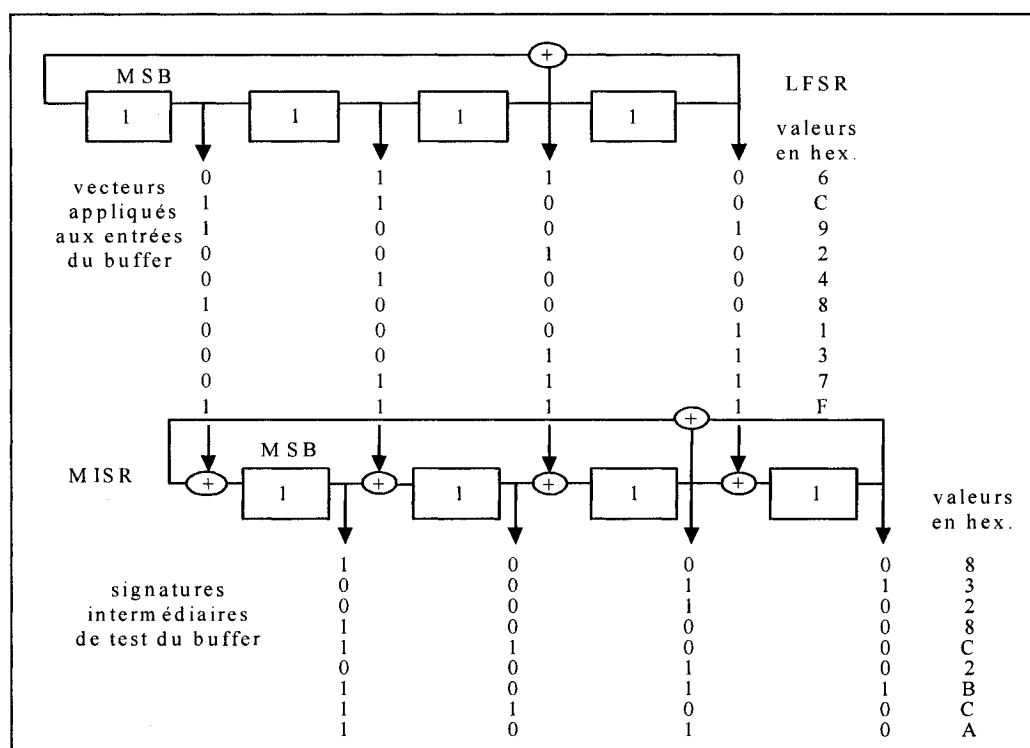 +
MSB
LFSR
1 1 1 1
valeurs
en hex.
vecteurs
appliqués
aux entrées
du buffer
0 1 1 0 6
1 1 0 0 C
1 0 0 1 9
0 0 1 0 2
0 1 0 0 4
1 0 0 0 8
0 0 0 1 1
0 0 1 1 3
0 1 1 1 7
1 1 1 1 F
+
MSB
MISR
+ 1 + 1 + 1 + 1
valeurs
en hex.
signatures
intermédiaires
de test du buffer
1 0 0 0 8
0 0 1 1 3
0 0 1 0 2
1 0 0 0 8
1 1 0 0 C
0 0 1 0 2
1 0 1 1 B
1 1 0 0 C
1 0 1 0 A